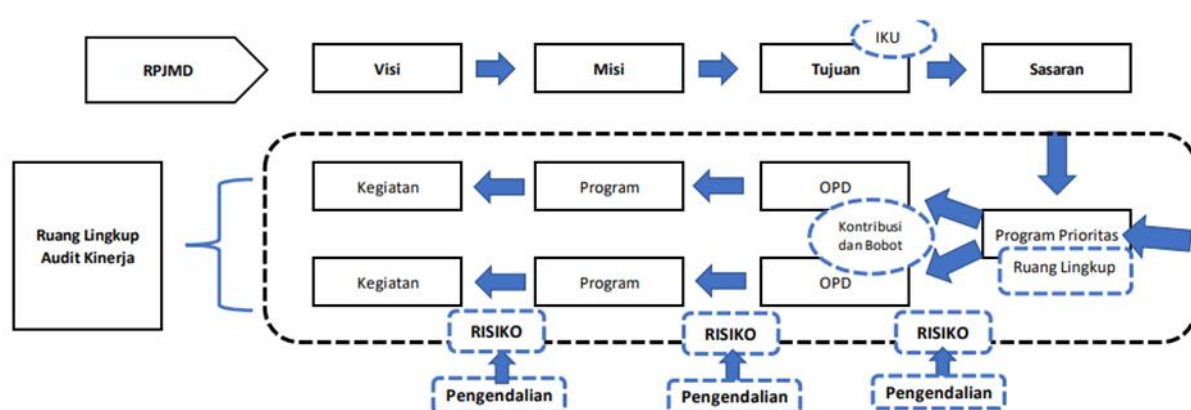 IKU
RPJMD
Visi
Misi
Tujuan
Sasaran
Ruang Lingkup
Audit Kinerja
Kegiatan
Program
OPD
Kontribusi
dan Bobot
Program Prioritas
Ruang Lingkup
Kegiatan
Program
OPD
RISIKO
RISIKO
RISIKO
Pengendalian
Pengendalian
Pengendalian